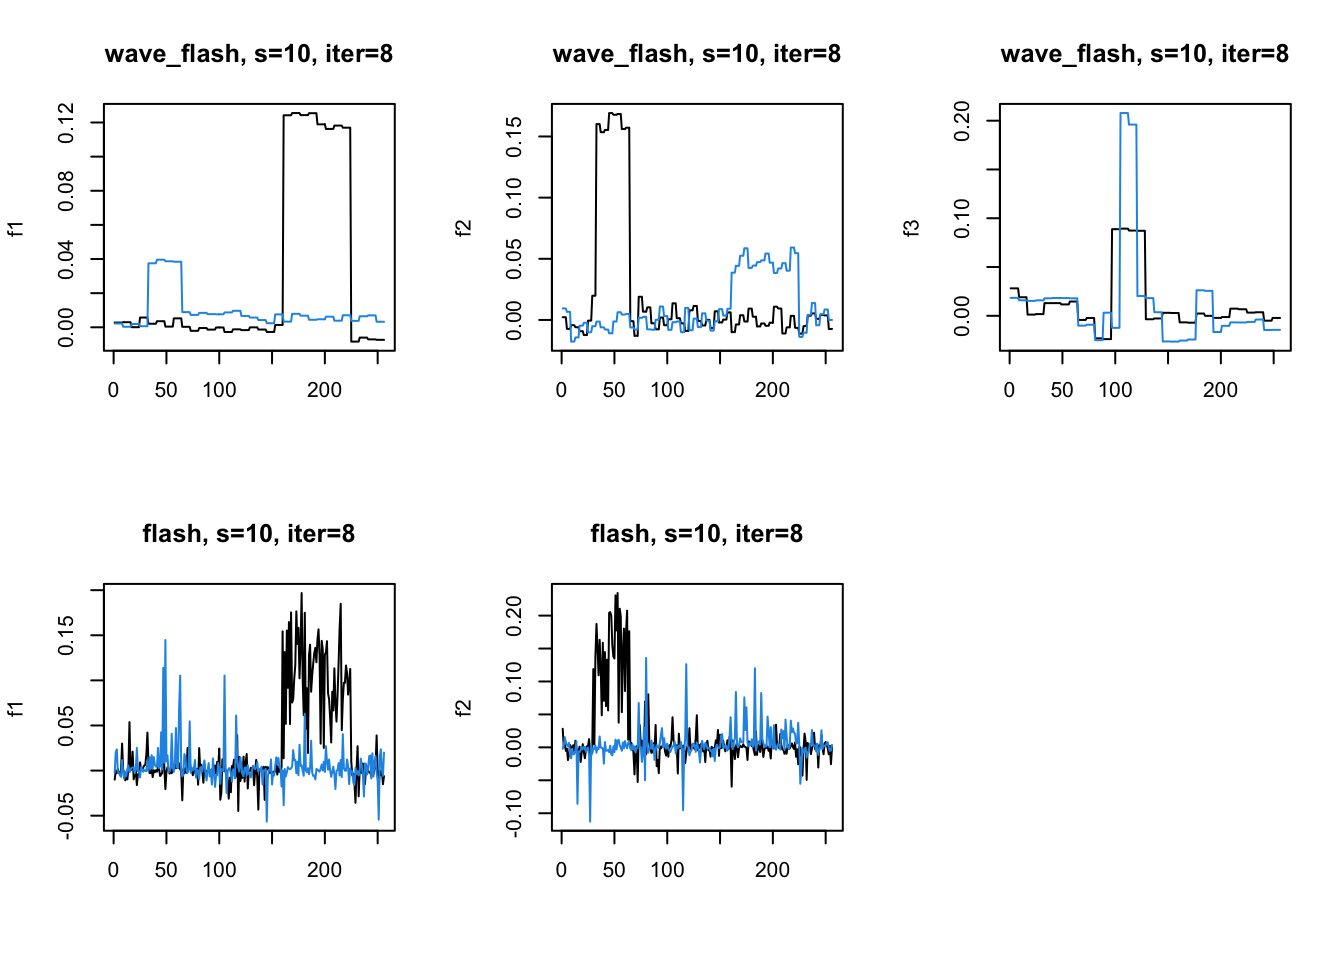 wave_flash, s=10, iter=8
wave_flash, s=10, iter=8
wave_flash, s=10, iter=8
f1
0.00 0.04 0.08 0.12
0 50 100 200
f2
0.00 0.05 0.10 0.15
0 50 100 200
f3
0.00 0.10 0.20
0 50 100 200
flash, s=10, iter=8
flash, s=10, iter=8
f1
-0.05 0.05 0.15
0 50 100 200
f2
-0.10 0.00 0.10 0.20
0 50 100 200